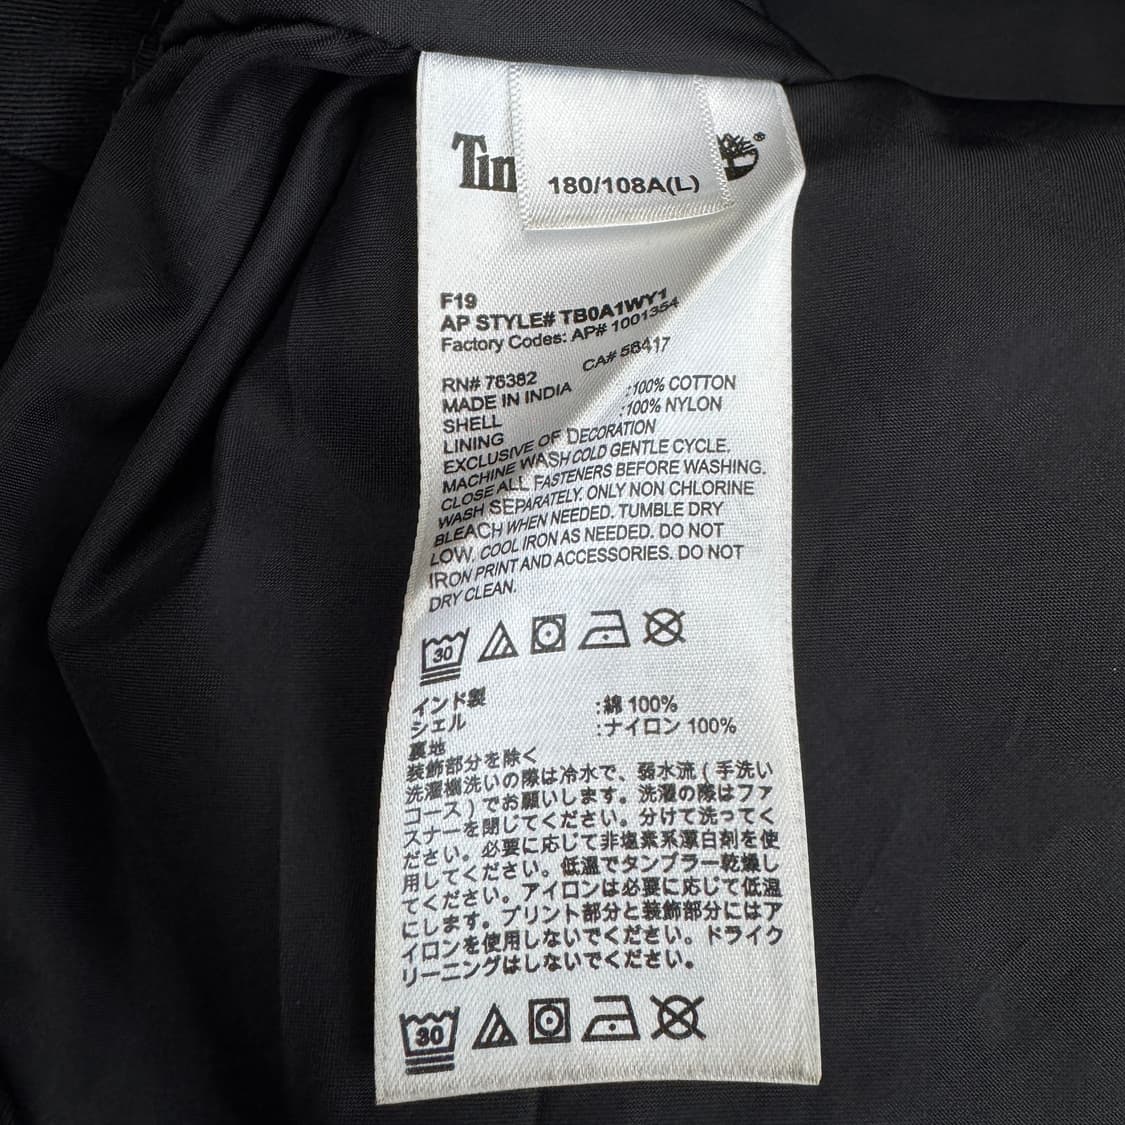 Tim
180/108A(L)
F19
AP STYLE# TB0A1WY1
Factory Codes: AP# 1001354
CA# 58417
RN# 76382
MADE IN INDIA
SHELL :100% COTTON
LINING :100% NYLON
EXCLUSIVE OF DECORATION
MACHINE WASH COLD GENTLE CYCLE.
CLOSE ALL FASTENERS BEFORE WASHING.
WASH SEPARATELY. ONLY NON CHLORINE
BLEACH WHEN NEEDED. TUMBLE DRY
LOW. COOL IRON AS NEEDED. DO NOT
IRON PRINT AND ACCESSORIES. DO NOT
DRY CLEAN.
30
インド製
シェル :綿 100%
裏地 :ナイロン 100%
装飾部分を除く
洗濯機洗いの際は冷水で、弱水流(手洗い
コース)でお願いします。洗濯の際はファ
スナーを閉じてください。分けて洗ってく
ださい。必要に応じて非塩素系漂白剤を使
用してください。低温でタンブラー乾燥し
てください。アイロンは必要に応じて低温
にします。プリント部分と装飾部分にはア
イロンを使用しないでください。ドライク
リーニングはしないでください。
30